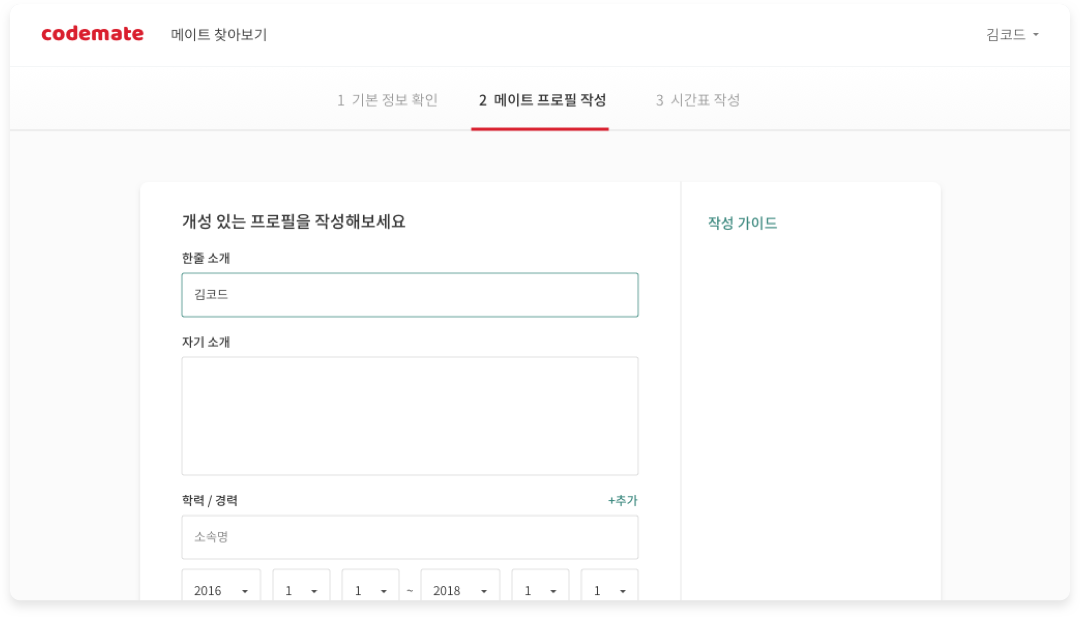 codemate 메이트 찾아보기 김코드
1 기본 정보 확인 2 메이트 프로필 작성 3 시간표 작성
개성 있는 프로필을 작성해보세요
작성 가이드
한줄 소개
김코드
자기 소개
학력 / 경력 +추가
소속명
2016 1 1 ~ 2018 1 1